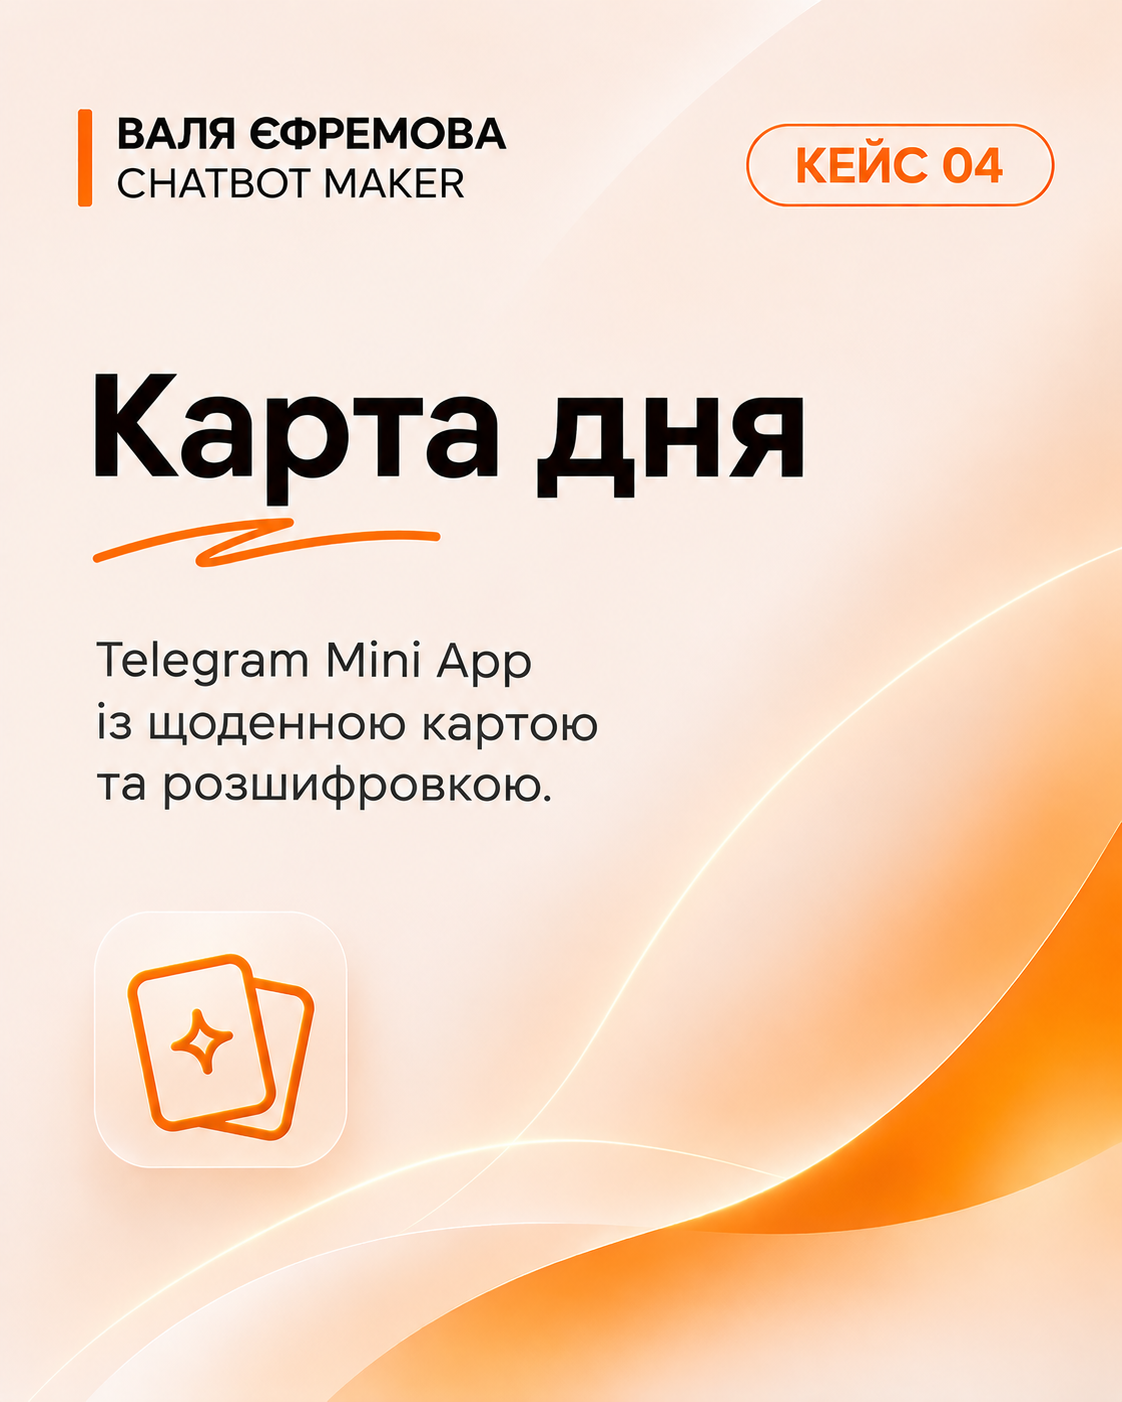 ВАЛЯ ЄФРЕМОВА
CHATBOT MAKER
КЕЙС 04
Карта дня
Telegram Mini App
із щоденною картою
та розшифровкою.